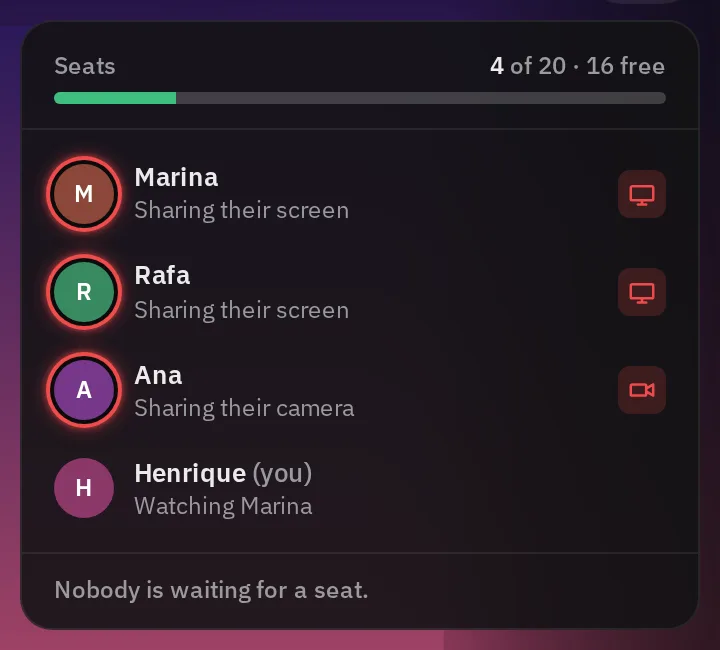 Seats
4 of 20 · 16 free
M
Marina
Sharing their screen
R
Rafa
Sharing their screen
A
Ana
Sharing their camera
H
Henrique (you)
Watching Marina
Nobody is waiting for a seat.